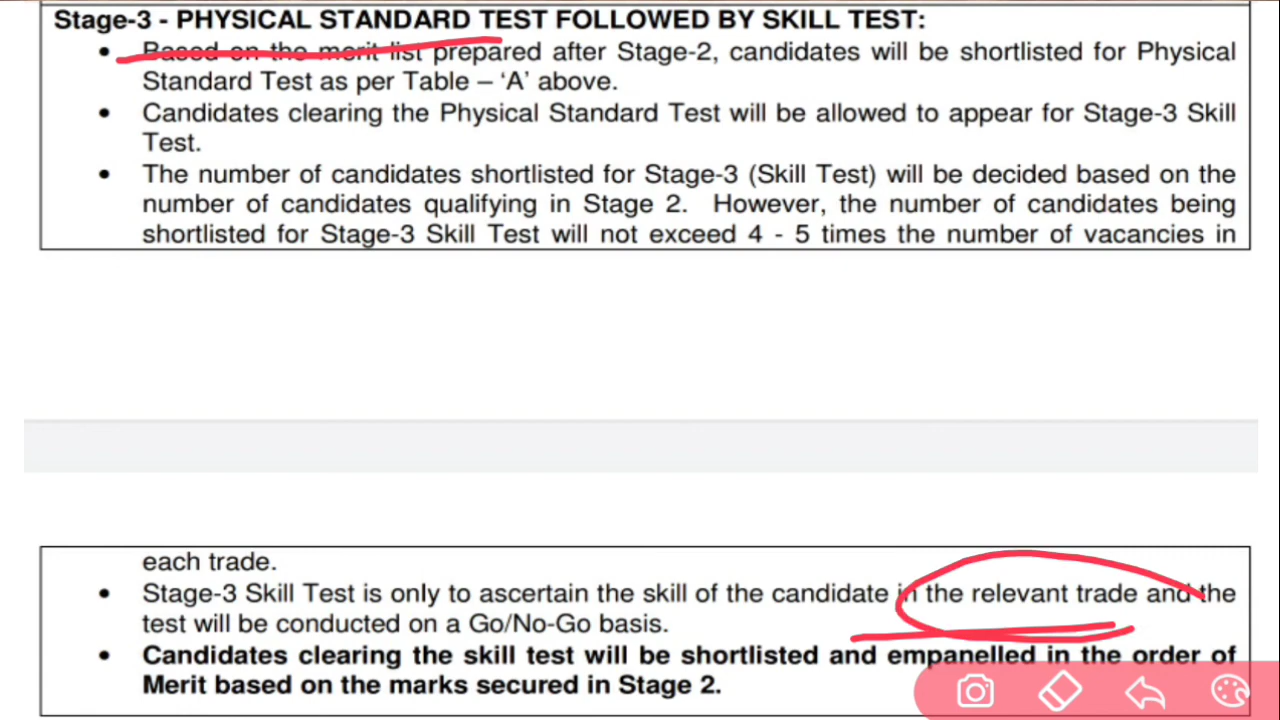 Stage-3 - PHYSICAL STANDARD TEST FOLLOWED BY SKILL TEST:
• Based on the merit list prepared after Stage-2, candidates will be shortlisted for Physical
Standard Test as per Table – ‘A’ above.
• Candidates clearing the Physical Standard Test will be allowed to appear for Stage-3 Skill
Test.
• The number of candidates shortlisted for Stage-3 (Skill Test) will be decided based on the
number of candidates qualifying in Stage 2. However, the number of candidates being
shortlisted for Stage-3 Skill Test will not exceed 4 - 5 times the number of vacancies in
each trade.
• Stage-3 Skill Test is only to ascertain the skill of the candidate in the relevant trade and the
test will be conducted on a Go/No-Go basis.
• Candidates clearing the skill test will be shortlisted and empanelled in the order of
Merit based on the marks secured in Stage 2.